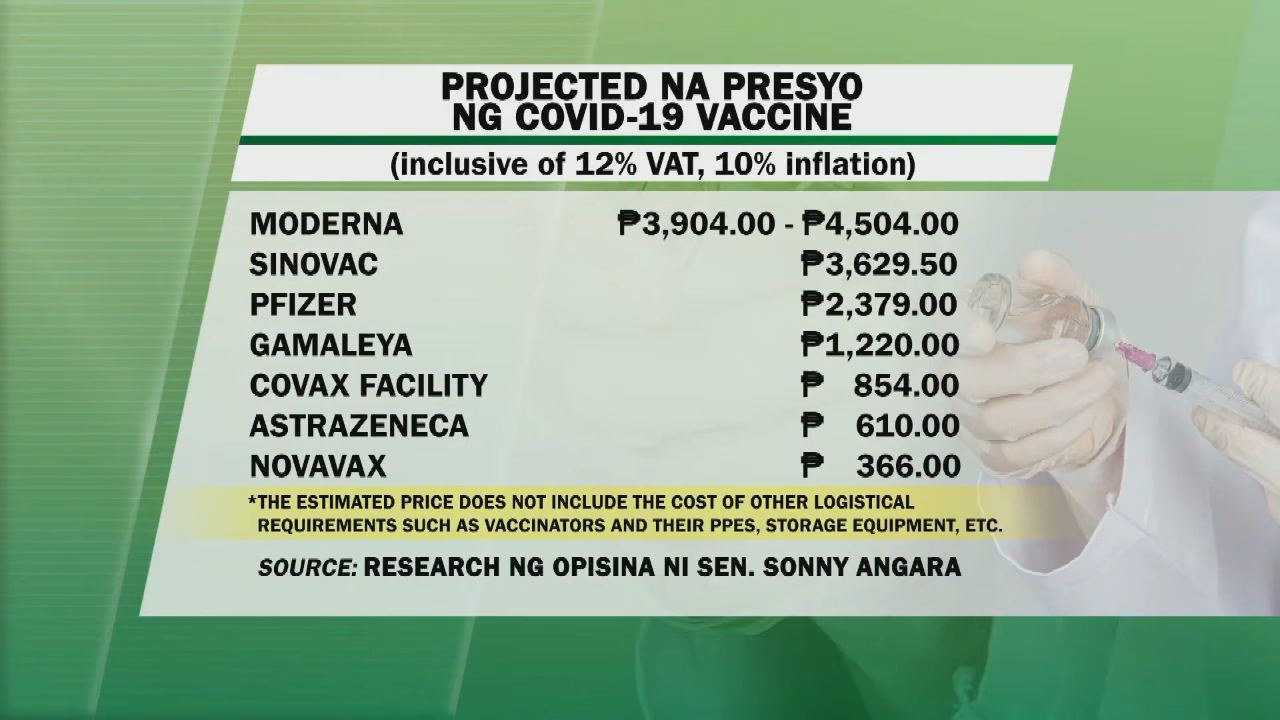 PROJECTED NA PRESYO
NG COVID-19 VACCINE
(inclusive of 12% VAT, 10% inflation)
MODERNA ₱3,904.00 - ₱4,504.00
SINOVAC ₱3,629.50
PFIZER ₱2,379.00
GAMALEYA ₱1,220.00
COVAX FACILITY ₱ 854.00
ASTRAZENECA ₱ 610.00
NOVAVAX ₱ 366.00
*THE ESTIMATED PRICE DOES NOT INCLUDE THE COST OF OTHER LOGISTICAL
REQUIREMENTS SUCH AS VACCINATORS AND THEIR PPES, STORAGE EQUIPMENT, ETC.
SOURCE: RESEARCH NG OPISINA NI SEN. SONNY ANGARA